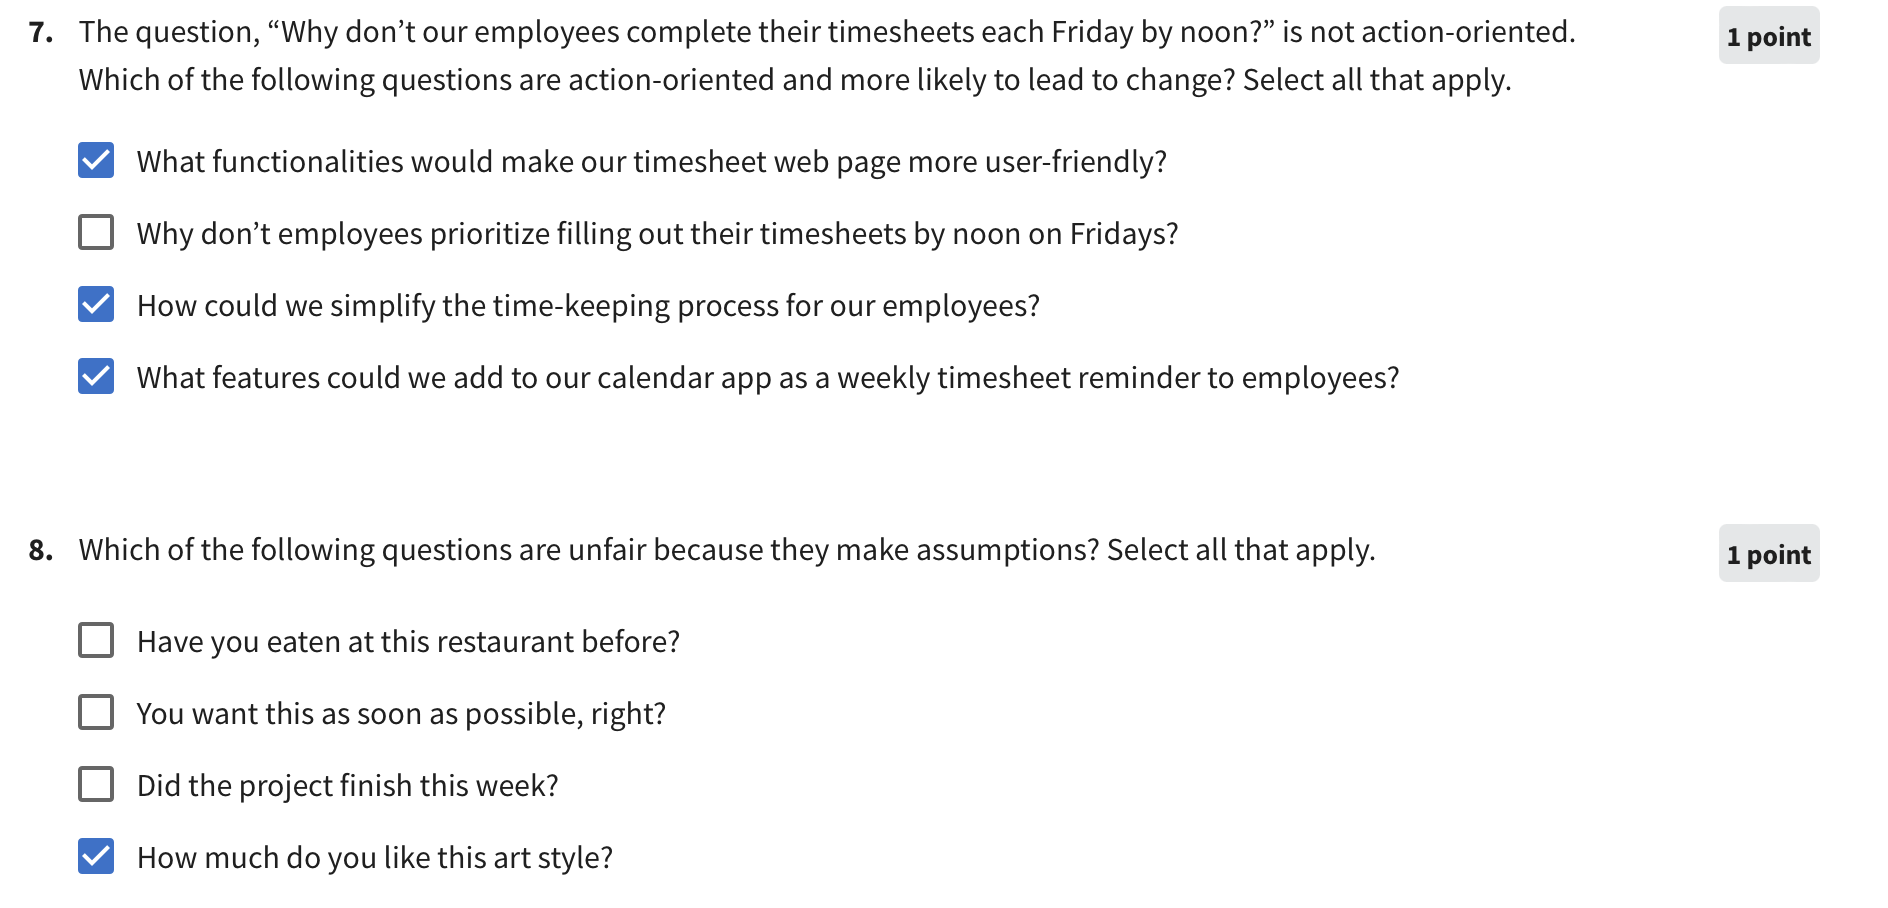 7. The question, “Why don’t our employees complete their timesheets each Friday by noon?” is not action-oriented.
1 point
Which of the following questions are action-oriented and more likely to lead to change? Select all that apply.
What functionalities would make our timesheet web page more user-friendly?
Why don’t employees prioritize filling out their timesheets by noon on Fridays?
How could we simplify the time-keeping process for our employees?
What features could we add to our calendar app as a weekly timesheet reminder to employees?
8. Which of the following questions are unfair because they make assumptions? Select all that apply.
1 point
Have you eaten at this restaurant before?
You want this as soon as possible, right?
Did the project finish this week?
How much do you like this art style?